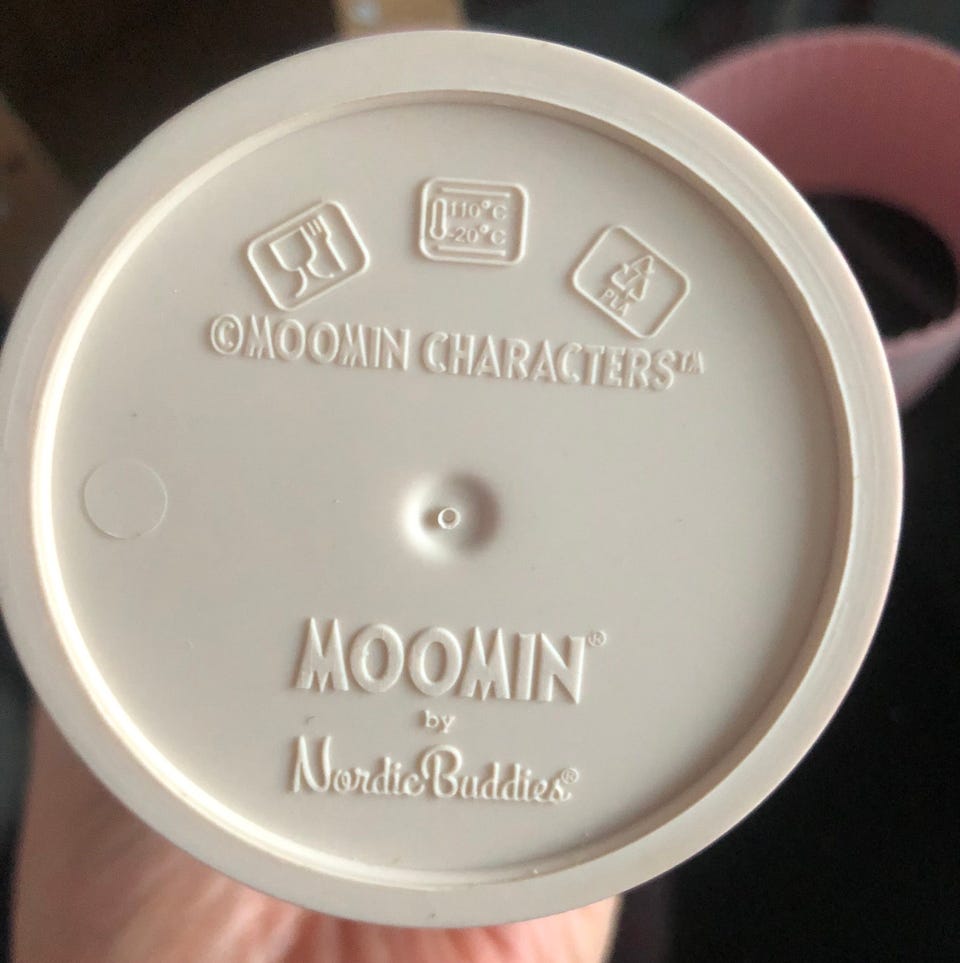 110°C
-20°C
PLA
©MOOMIN CHARACTERS™
MOOMIN®
by
NordicBuddies®